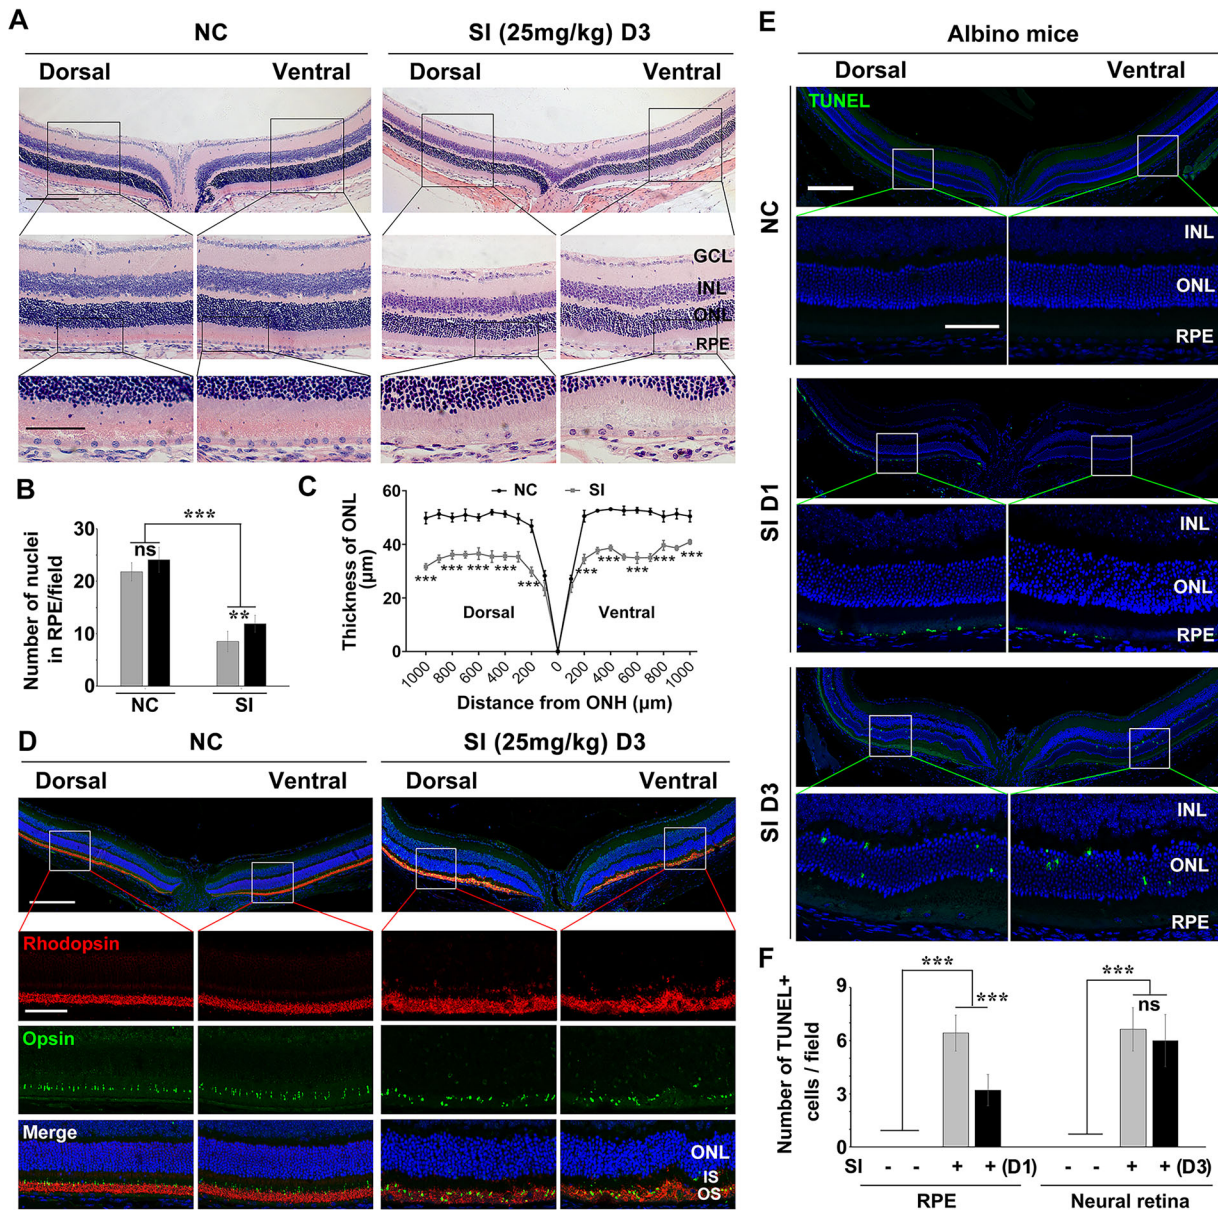 A
NC
SI (25mg/kg) D3
Dorsal
Ventral
Dorsal
Ventral
GCL
INL
ONL
RPE
B
Number of nuclei
in RPE/field
30
20
10
0
***
ns
**
NC
SI
C
NC
SI
Thickness of ONL
(μm)
60
40
20
0
***
***
***
***
***
***
***
***
***
Dorsal
Ventral
1000
800
600
400
200
0
200
400
600
800
1000
Distance from ONH (μm)
D
NC
SI (25mg/kg) D3
Dorsal
Ventral
Dorsal
Ventral
Rhodopsin
Opsin
Merge
ONL
IS
OS
E
Albino mice
Dorsal
Ventral
TUNEL
NC
INL
ONL
RPE
SI D1
INL
ONL
RPE
SI D3
INL
ONL
RPE
F
Number of TUNEL+
cells / field
9
6
3
0
***
***
***
ns
SI - - + + (D1) - - + + (D3)
RPE
Neural retina